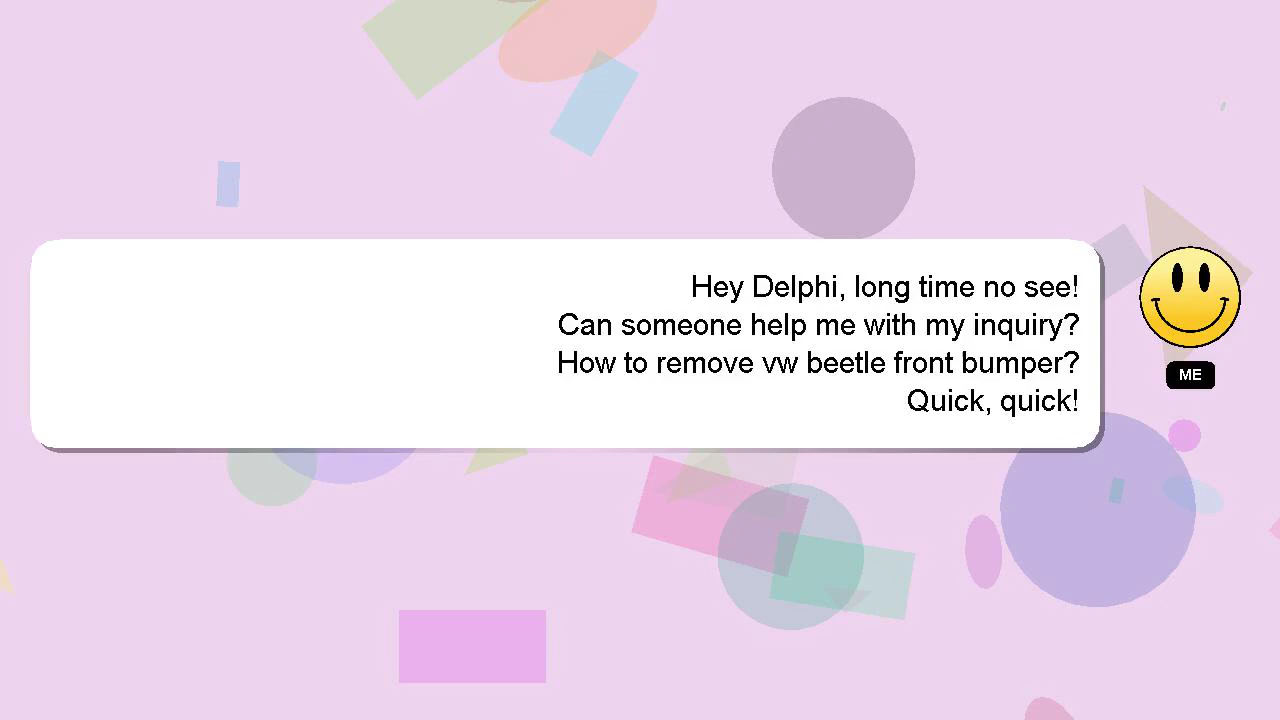 Hey Delphi, long time no see!
Can someone help me with my inquiry?
How to remove vw beetle front bumper?
Quick, quick!
ME